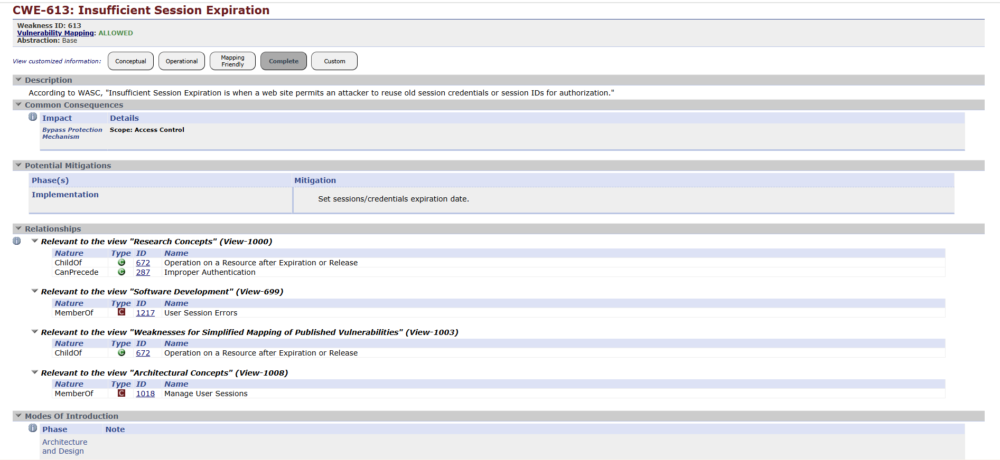 CWE-613: Insufficient Session Expiration
Weakness ID: 613
Vulnerability Mapping: ALLOWED
Abstraction: Base
View customized information: Conceptual Operational Mapping Friendly Complete Custom
Description
According to WASC, "Insufficient Session Expiration is when a web site permits an attacker to reuse old session credentials or session IDs for authorization."
Common Consequences
Impact Details
Bypass Protection Mechanism Scope: Access Control
Potential Mitigations
Phase(s) Mitigation
Implementation Set sessions/credentials expiration date.
Relationships
Relevant to the view "Research Concepts" (View-1000)
Nature Type ID Name
ChildOf C 672 Operation on a Resource after Expiration or Release
CanPrecede C 287 Improper Authentication
Relevant to the view "Software Development" (View-699)
Nature Type ID Name
MemberOf C 1217 User Session Errors
Relevant to the view "Weaknesses for Simplified Mapping of Published Vulnerabilities" (View-1003)
Nature Type ID Name
ChildOf C 672 Operation on a Resource after Expiration or Release
Relevant to the view "Architectural Concepts" (View-1008)
Nature Type ID Name
MemberOf C 1018 Manage User Sessions
Modes Of Introduction
Phase Note
Architecture
and Design